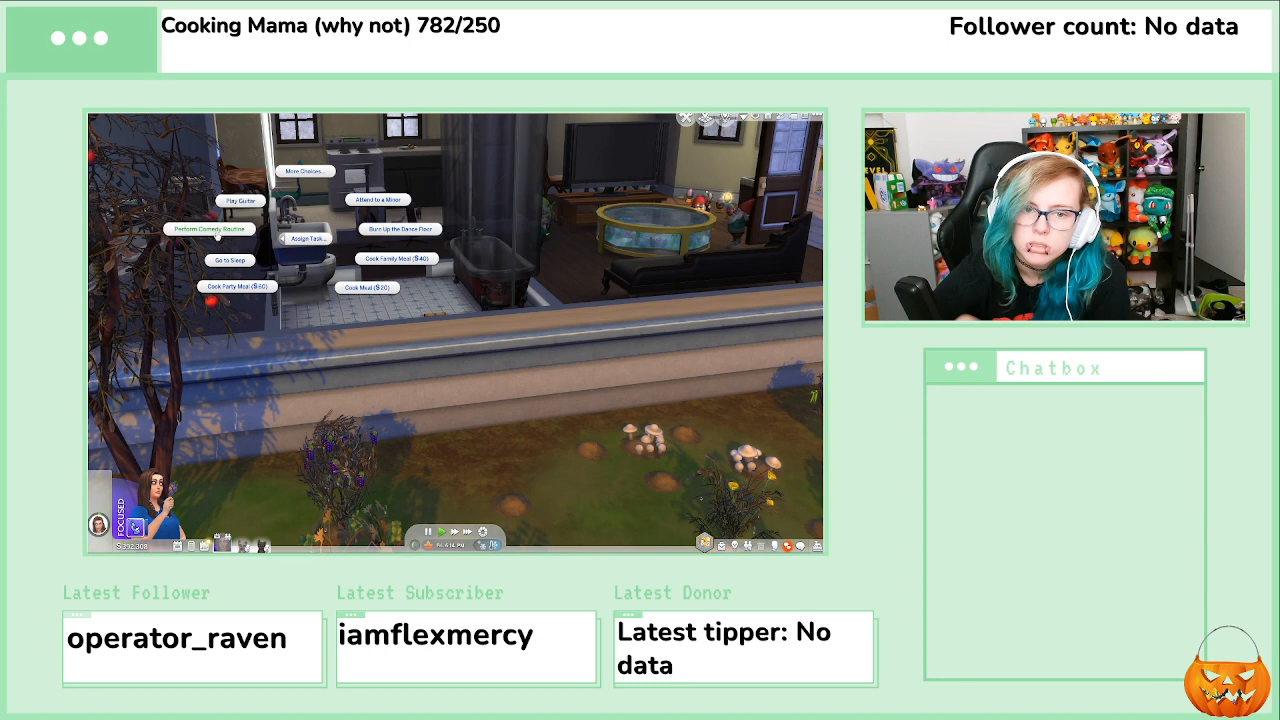 Cooking Mama (why not) 782/250
Follower count: No data
More Choices...
Play Guitar
Attend to a Minor
Perform Comedy Routine
Burn Up the Dance Floor
Assign Task...
Go to Sleep
Cook Family Meal (§40)
Cook Party Meal (§60)
Cook Meal (§20)
FOCUSED
Chatbox
Latest Follower
Latest Subscriber
Latest Donor
operator_raven
iamflexmercy
Latest tipper: No
data